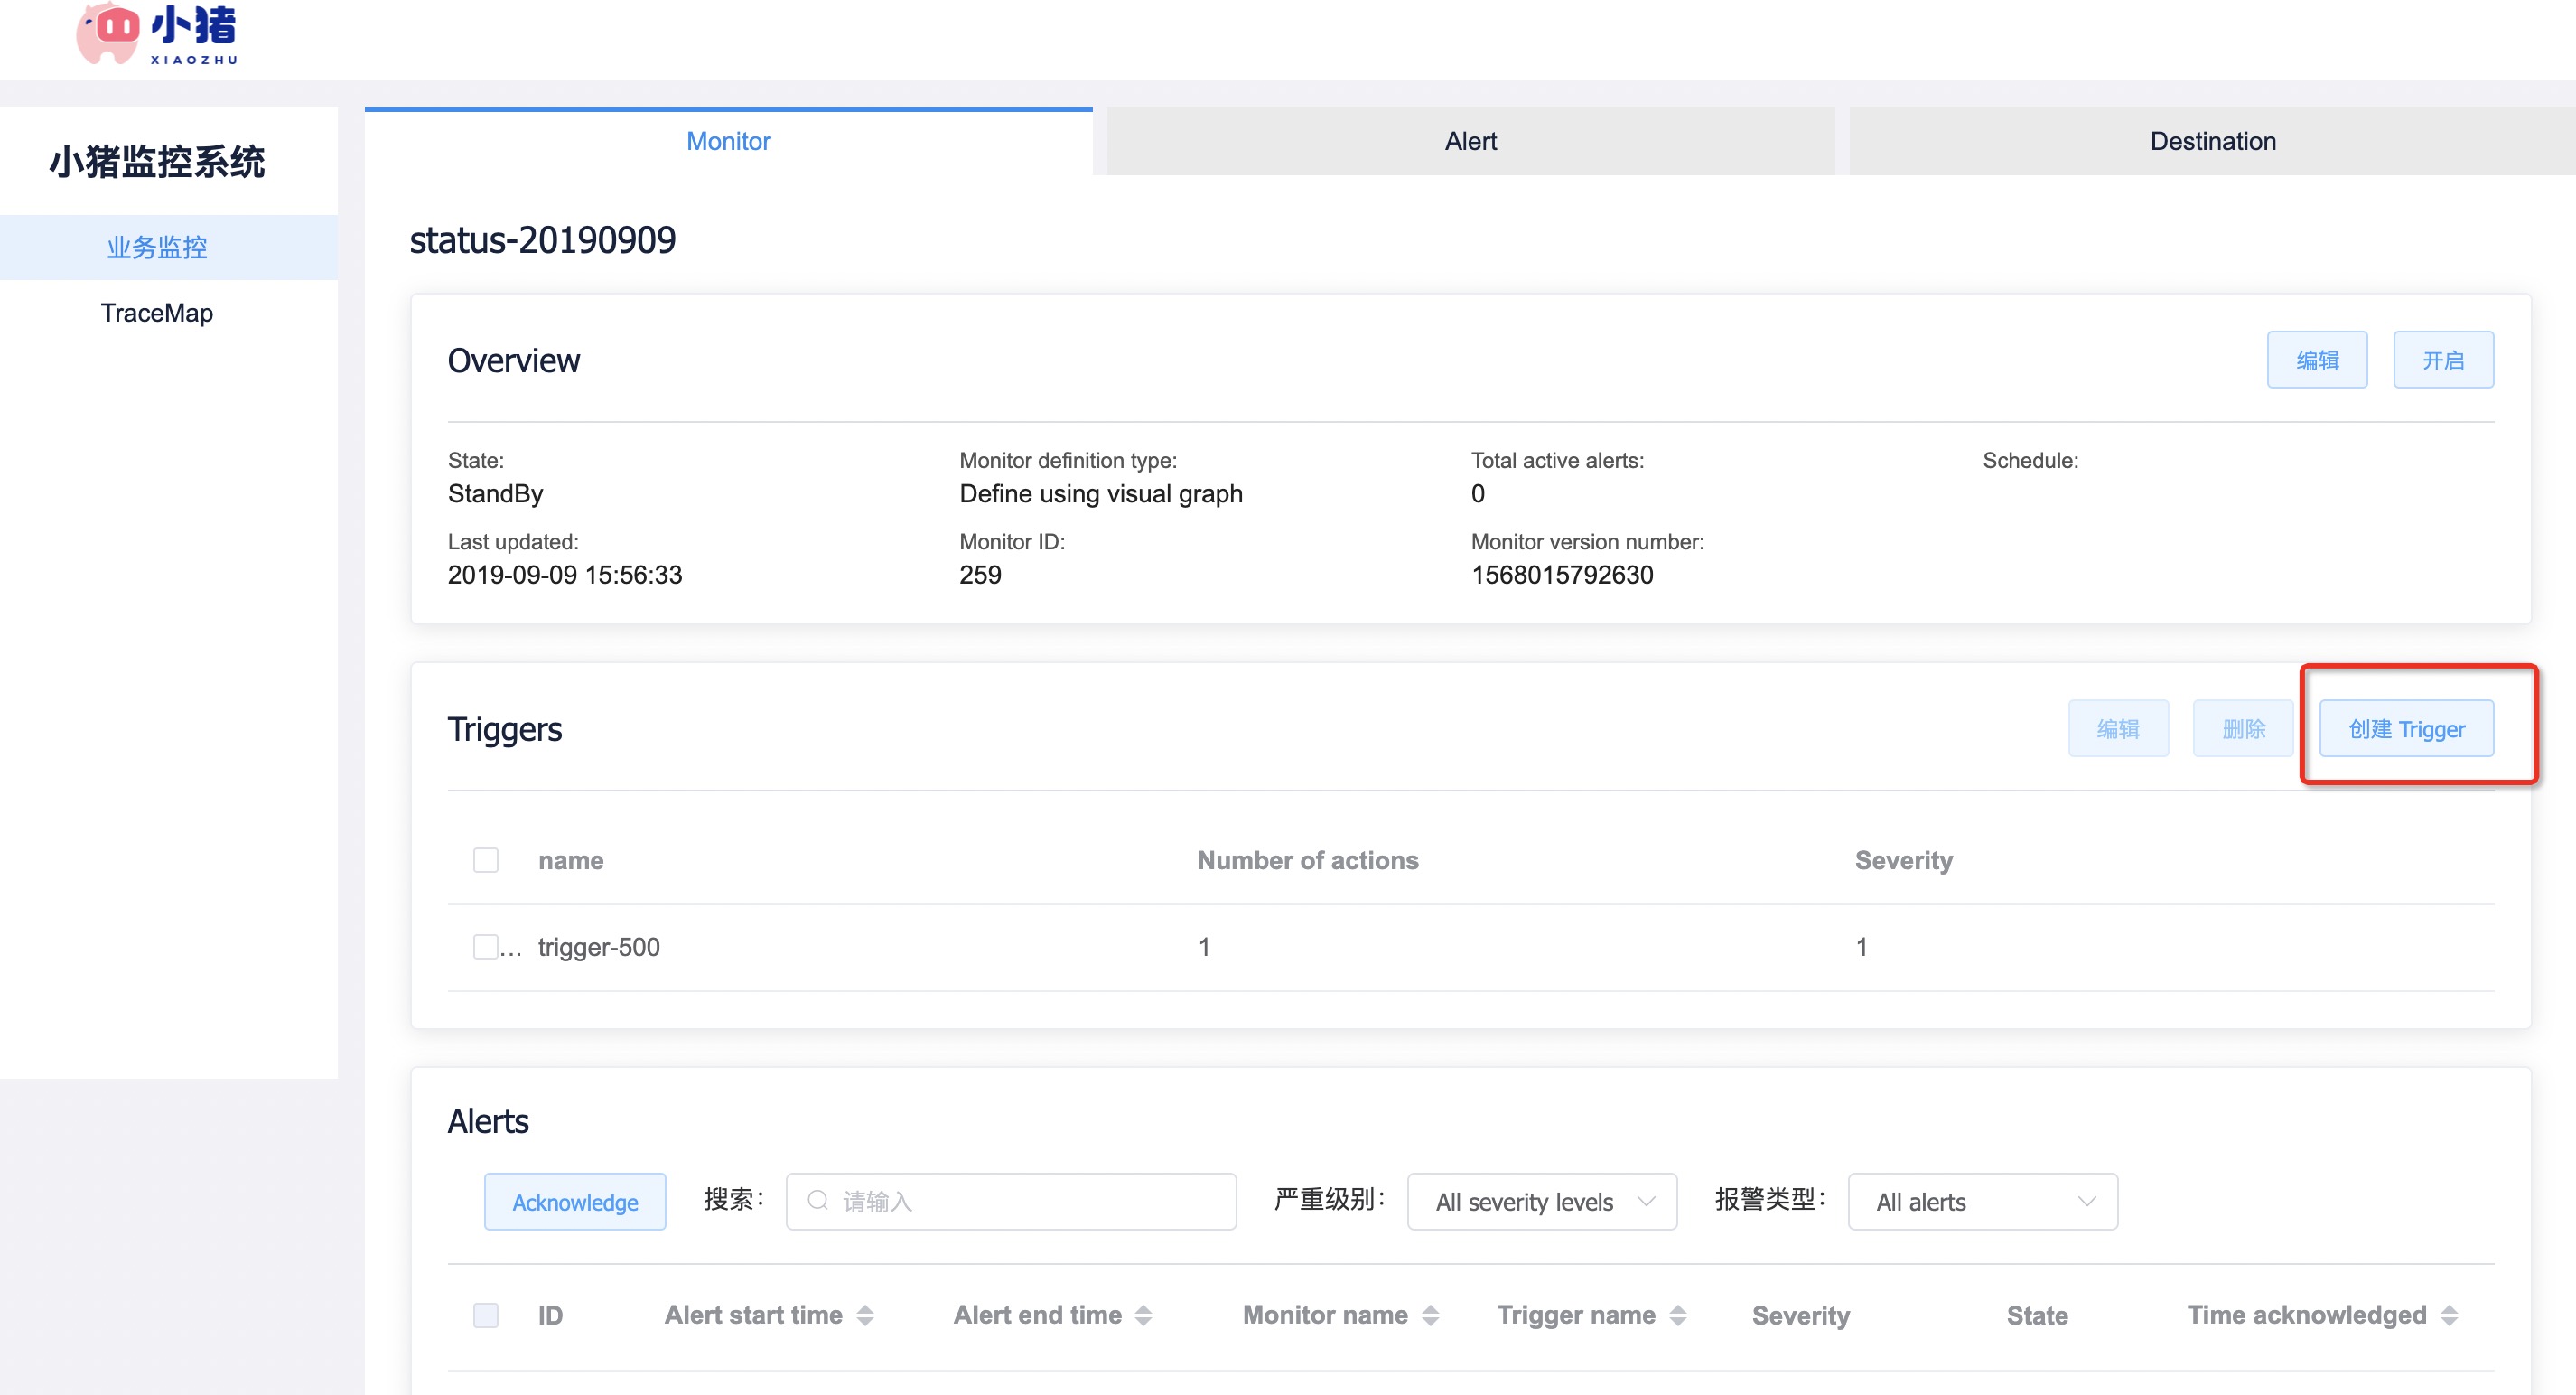 小猪
XIAOZHU
小猪监控系统
业务监控
TraceMap
Monitor
Alert
Destination
status-20190909
Overview
编辑
开启
State:
StandBy
Monitor definition type:
Define using visual graph
Total active alerts:
0
Schedule:
Last updated:
2019-09-09 15:56:33
Monitor ID:
259
Monitor version number:
1568015792630
Triggers
编辑
删除
创建 Trigger
name
Number of actions
Severity
... trigger-500
1
1
Alerts
Acknowledge
搜索：
请输入
严重级别：
All severity levels
报警类型：
All alerts
ID
Alert start time
Alert end time
Monitor name
Trigger name
Severity
State
Time acknowledged